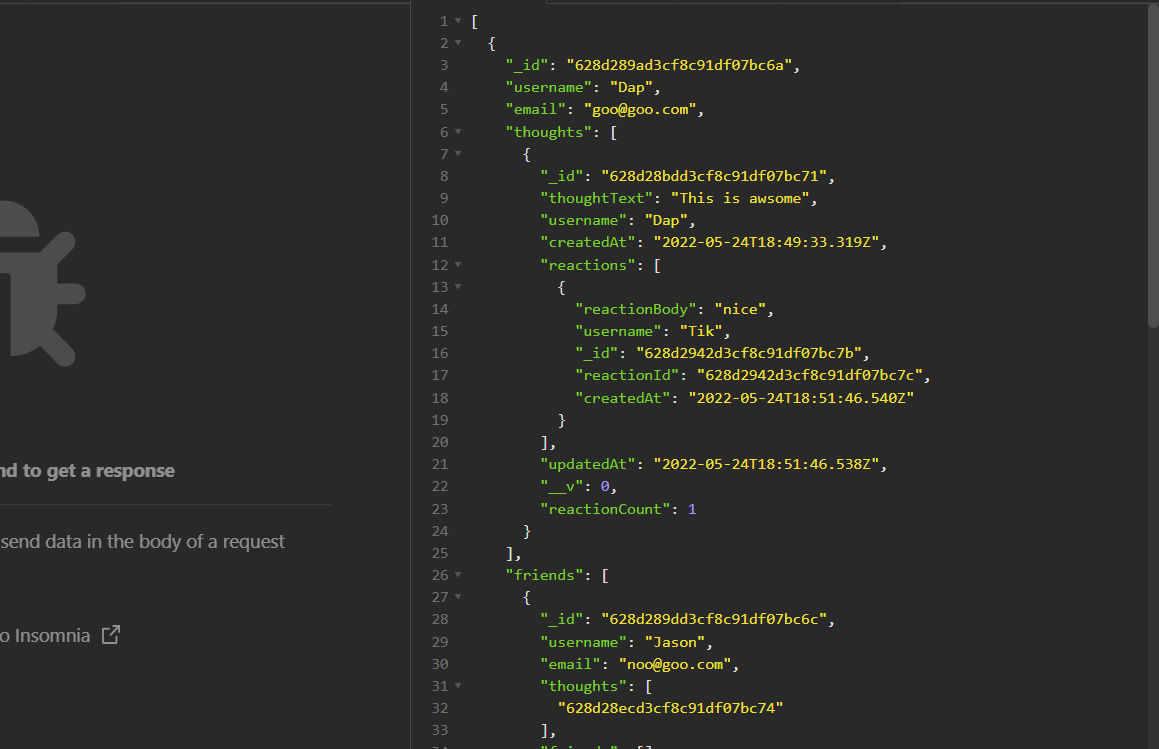 nd to get a response
send data in the body of a request
o Insomnia
1 [
2 {
3 "_id": "628d289ad3cf8c91df07bc6a",
4 "username": "Dap",
5 "email": "goo@goo.com",
6 "thoughts": [
7 {
8 "_id": "628d28bdd3cf8c91df07bc71",
9 "thoughtText": "This is awsome",
10 "username": "Dap",
11 "createdAt": "2022-05-24T18:49:33.319Z",
12 "reactions": [
13 {
14 "reactionBody": "nice",
15 "username": "Tik",
16 "_id": "628d2942d3cf8c91df07bc7b",
17 "reactionId": "628d2942d3cf8c91df07bc7c",
18 "createdAt": "2022-05-24T18:51:46.540Z"
19 }
20 ],
21 "updatedAt": "2022-05-24T18:51:46.538Z",
22 "__v": 0,
23 "reactionCount": 1
24 }
25 ],
26 "friends": [
27 {
28 "_id": "628d289dd3cf8c91df07bc6c",
29 "username": "Jason",
30 "email": "noo@goo.com",
31 "thoughts": [
32 "628d28ecd3cf8c91df07bc74"
33 ],